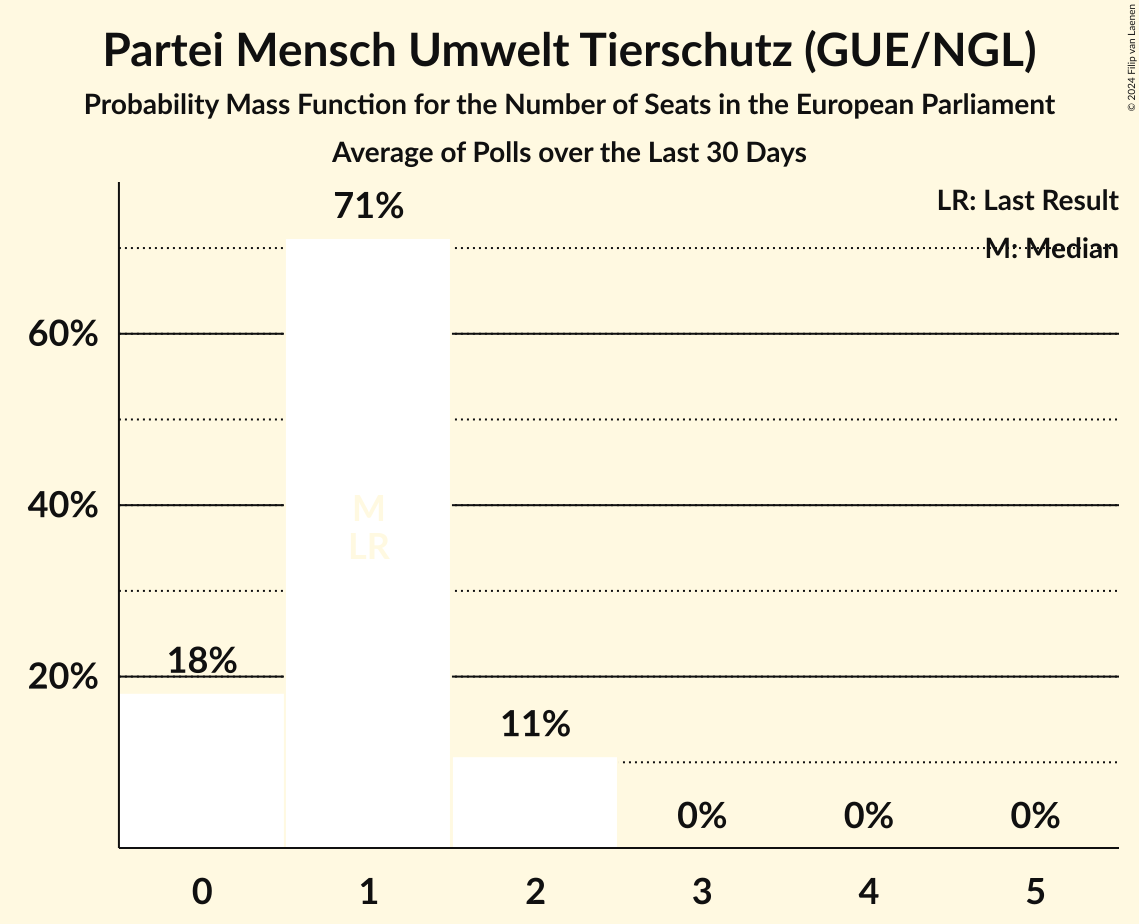 Partei Mensch Umwelt Tierschutz (GUE/NGL)
Probability Mass Function for the Number of Seats in the European Parliament
Average of Polls over the Last 30 Days
© 2024 Filip van Laenen
LR: Last Result
M: Median
71%
60%
40%
M
LR
18%
20%
11%
0% 0% 0%
0 1 2 3 4 5